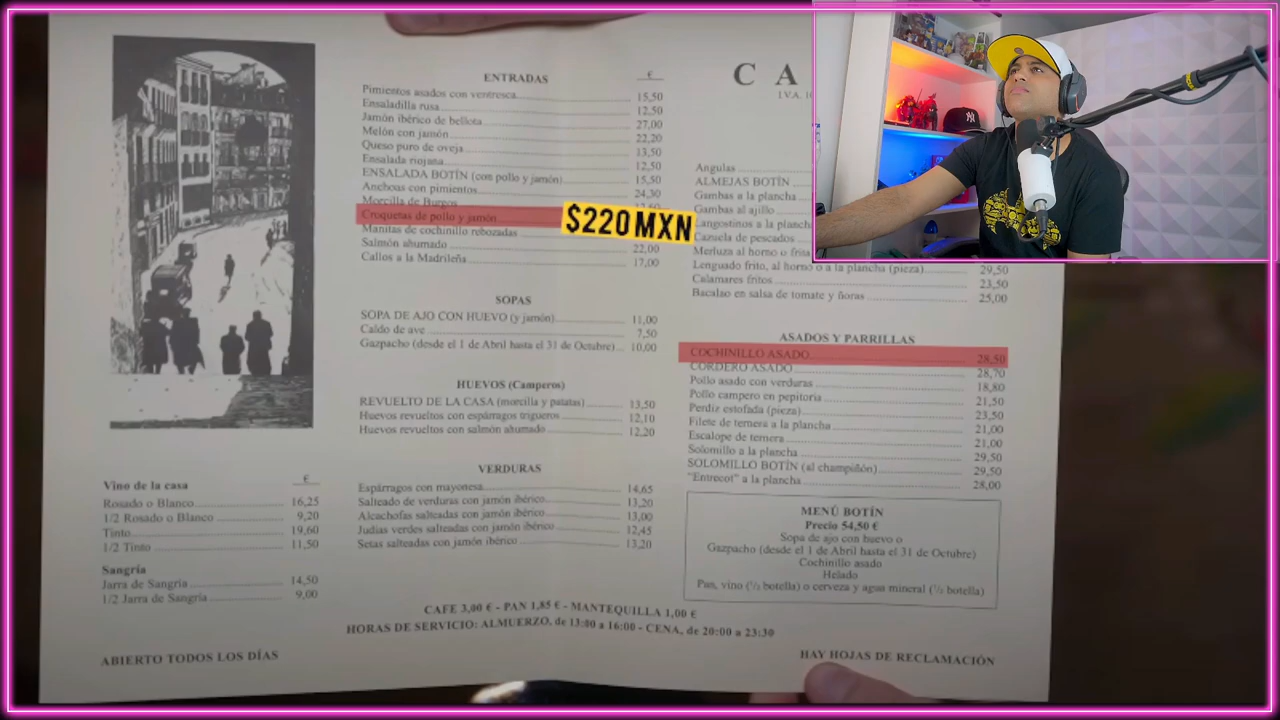 ENTRADAS
€
Pimientos asados con ventresca 15,50
Ensaladilla rusa 12,50
Jamón ibérico de bellota 27,00
Melón con jamón 22,20
Queso puro de oveja 13,50
Ensalada riojana 12,50
ENSALADA BOTÍN (con pollo y jamón) 15,50
Anchoas con pimientos 24,30
Morcilla de Burgos
Croquetas de pollo y jamón
$220MXN
Manitas de cochinillo rebozadas
Salmón ahumado 22,00
Callos a la Madrileña 17,00
SOPAS
SOPA DE AJO CON HUEVO (y jamón) 11,00
Caldo de ave 7,50
Gazpacho (desde el 1 de Abril hasta el 31 de Octubre) 10,00
HUEVOS (Camperos)
REVUELTO DE LA CASA (morcilla y patatas) 13,50
Huevos revueltos con espárragos trigueros 12,10
Huevos revueltos con salmón ahumado 12,20
VERDURAS
Espárragos con mayonesa 14,65
Salteado de verduras con jamón ibérico 13,20
Alcachofas salteadas con jamón ibérico 13,00
Judías verdes salteadas con jamón ibérico 12,45
Setas salteadas con jamón ibérico 13,20
Vino de la casa €
Rosado o Blanco 16,25
1/2 Rosado o Blanco 9,20
Tinto 19,60
1/2 Tinto 11,50
Sangría
Jarra de Sangría 14,50
1/2 Jarra de Sangría 9,00
C A
I V.A. 10
Angulas
ALMEJAS BOTÍN
Gambas a la plancha
Gambas al ajillo
Langostinos a la plancha
Cazuela de pescados
Merluza al horno o frita
Lenguado frito, al horno o a la plancha (pieza) 29,50
Calamares fritos 23,50
Bacalao en salsa de tomate y ñoras 25,00
ASADOS Y PARRILLAS
COCHINILLO ASADO 28,50
CORDERO ASADO 28,70
Pollo asado con verduras 18,80
Pollo campero en pepitoria 21,50
Perdiz estofada (pieza) 23,50
Filete de ternera a la plancha 21,00
Escalope de ternera 21,00
Solomillo a la plancha 29,50
SOLOMILLO BOTÍN (al champiñón) 29,50
"Entrecot" a la plancha 28,00
MENÚ BOTÍN
Precio 54,50 €
Sopa de ajo con huevo o
Gazpacho (desde el 1 de Abril hasta el 31 de Octubre)
Cochinillo asado
Helado
Pan, vino (1/2 botella) o cerveza y agua mineral (1/2 botella)
CAFE 3,00 € - PAN 1,85 € - MANTEQUILLA 1,00 €
HORAS DE SERVICIO: ALMUERZO, de 13:00 a 16:00 - CENA, de 20:00 a 23:30
ABIERTO TODOS LOS DÍAS
HAY HOJAS DE RECLAMACIÓN